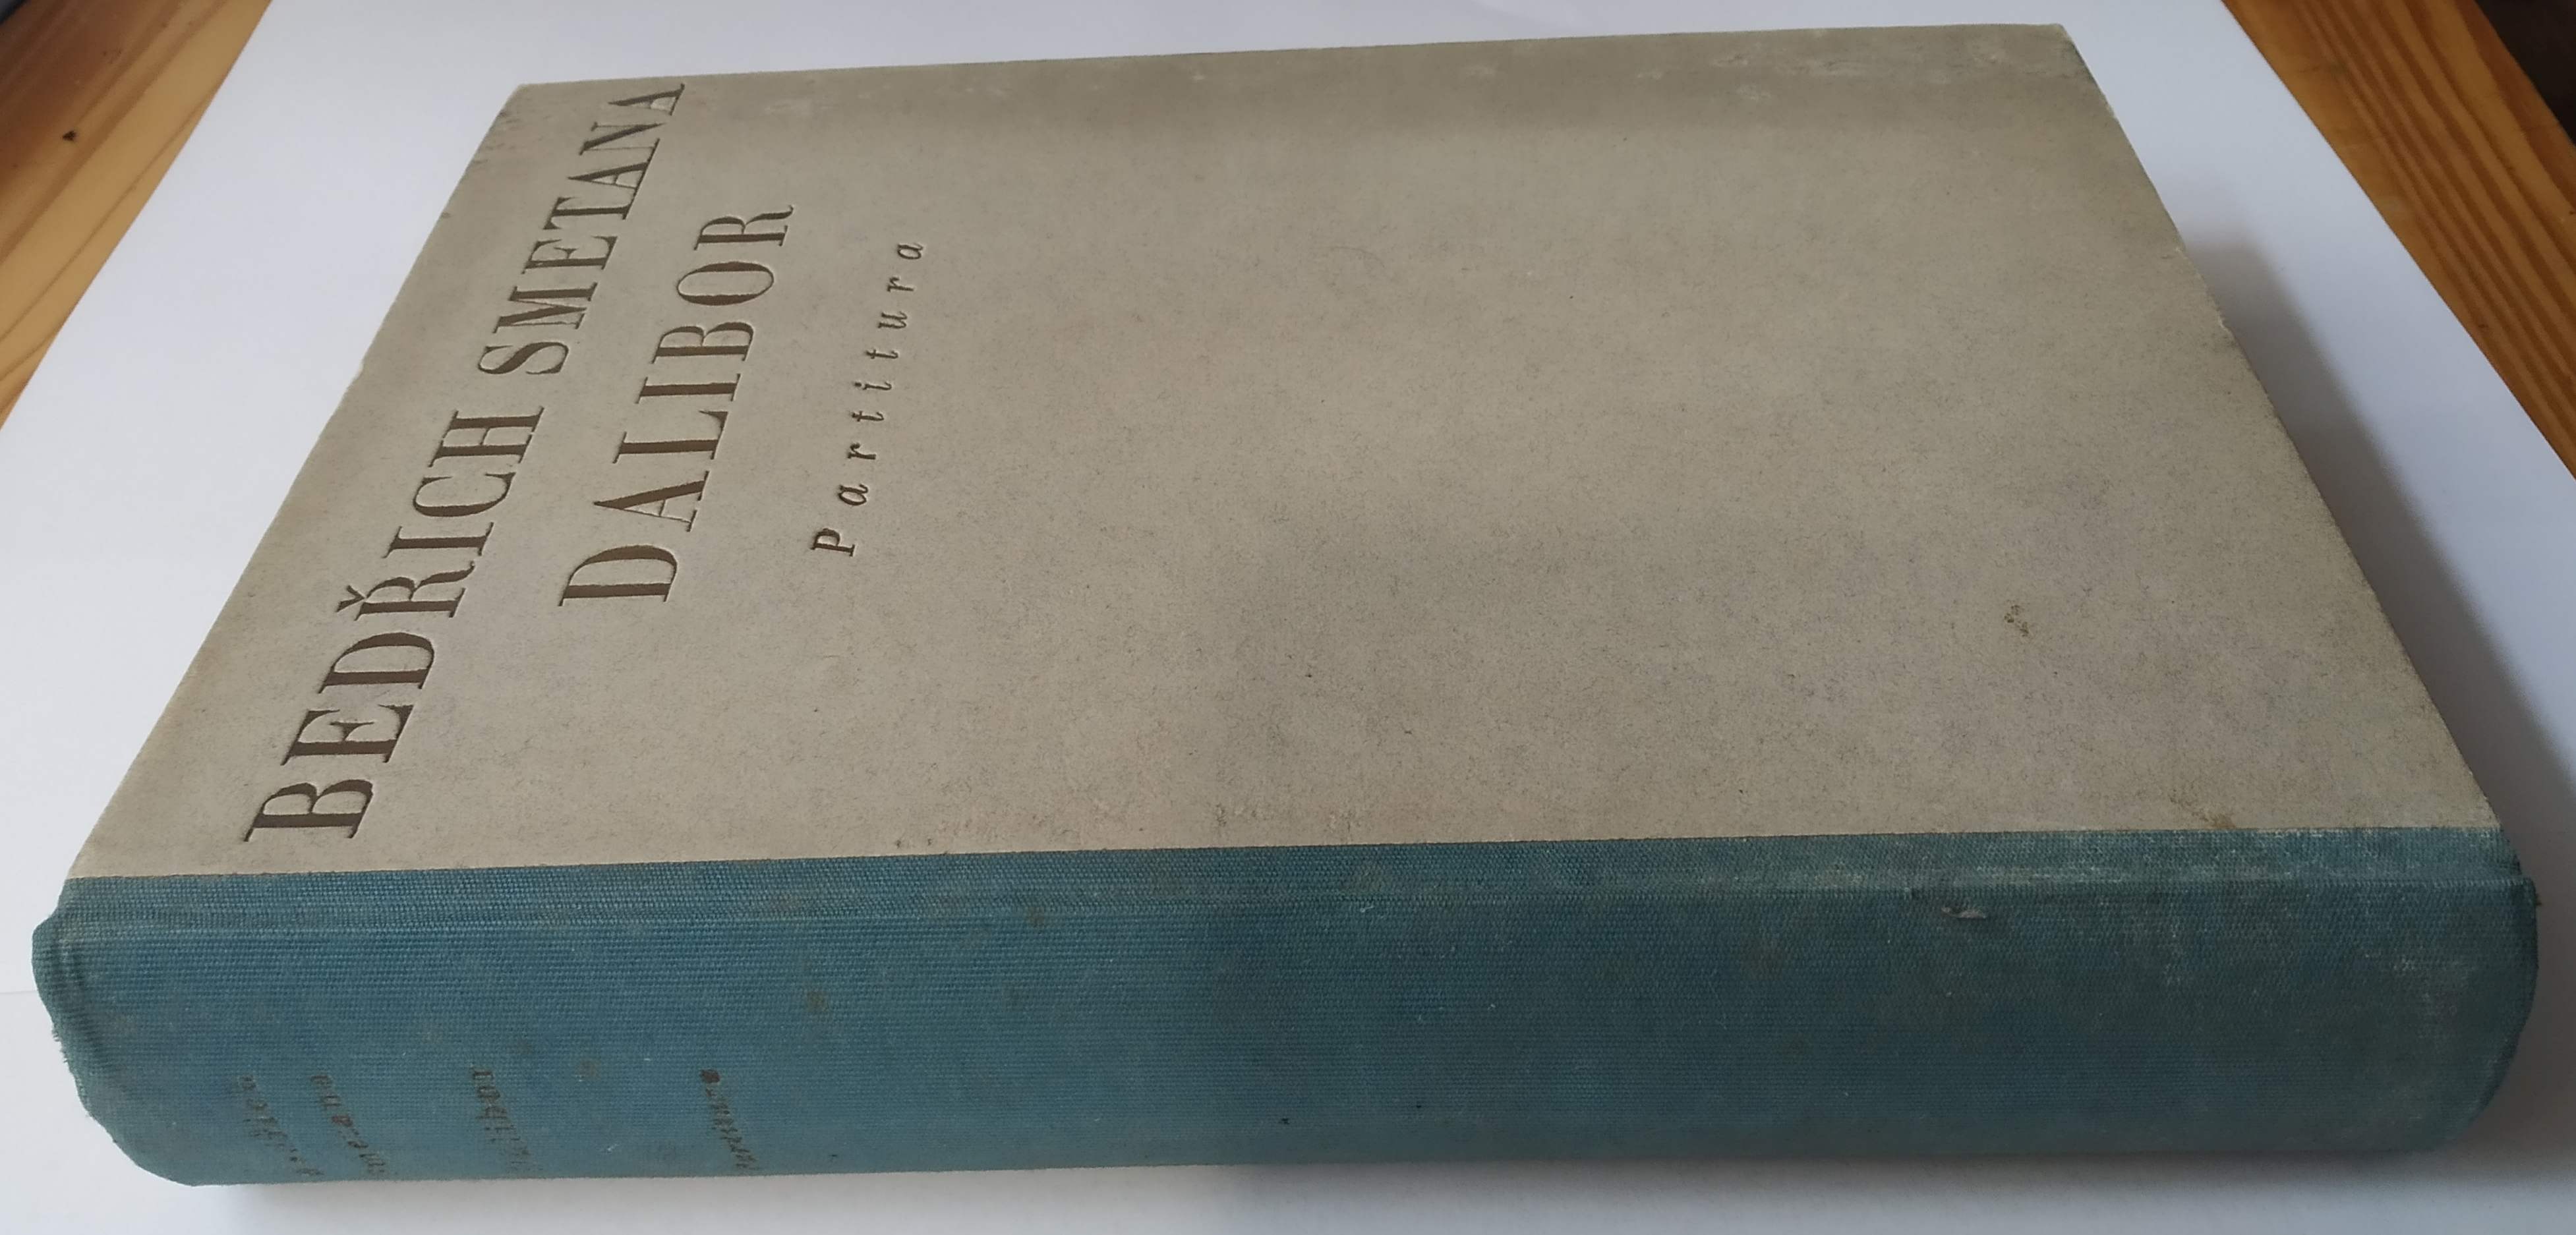 BEDŘICH SMETANA
DALIBOR
Partitura